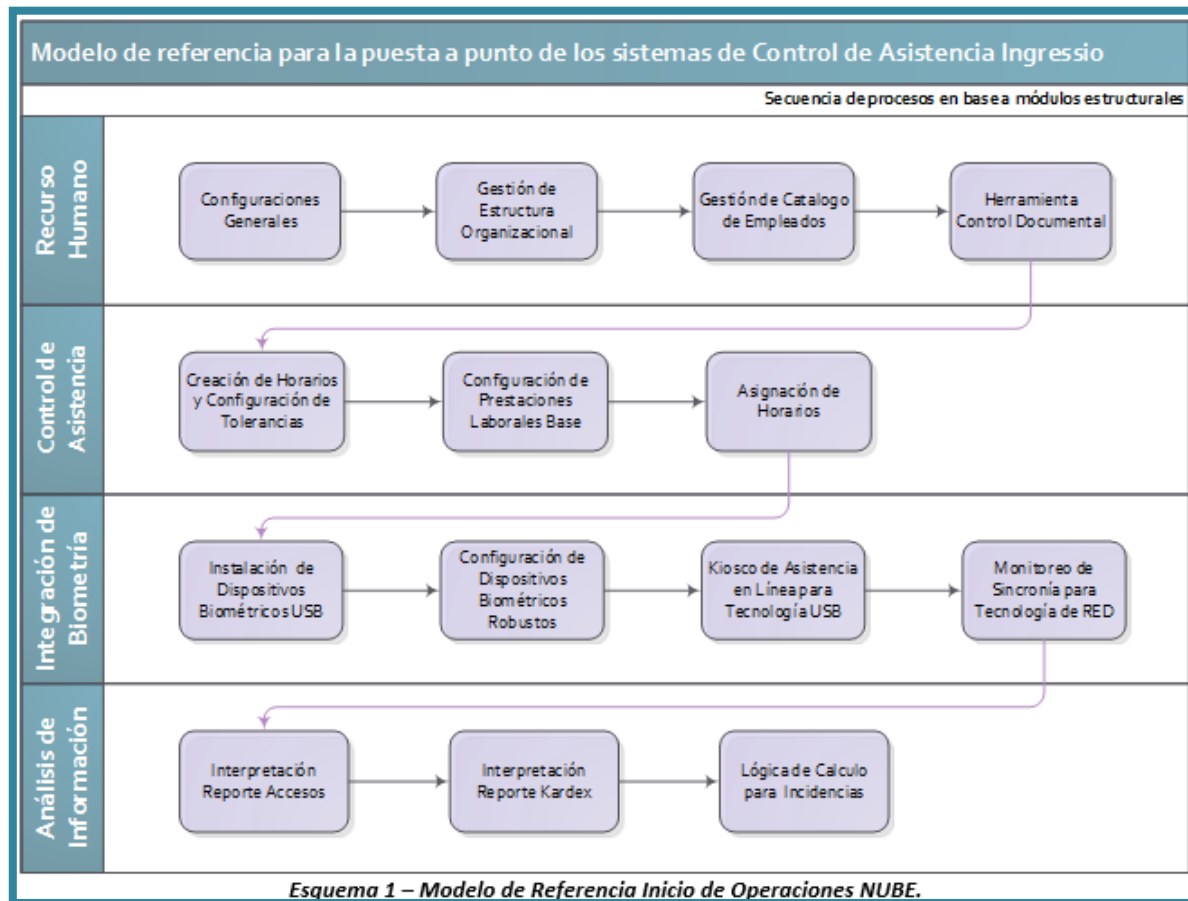 Modelo de referencia para la puesta a punto de los sistemas de Control de Asistencia Ingressio
Secuencia de procesos en base a módulos estructurales
Recurso
Humano
Configuraciones
Generales
Gestión de
Estructura
Organizacional
Gestión de Catalogo
de Empleados
Herramienta
Control Documental
Control de
Asistencia
Creación de Horarios
y Configuración de
Tolerancias
Configuración de
Prestaciones
Laborales Base
Asignación de
Horarios
Integración de
Biometría
Instalación de
Dispositivos
Biométricos USB
Configuración de
Dispositivos
Biométricos
Robustos
Kiosco de Asistencia
en Línea para
Tecnología USB
Monitoreo de
Sincronía para
Tecnología de RED
Análisis de
Información
Interpretación
Reporte Accesos
Interpretación
Reporte Kardex
Lógica de Calculo
para Incidencias
Esquema 1 – Modelo de Referencia Inicio de Operaciones NUBE.